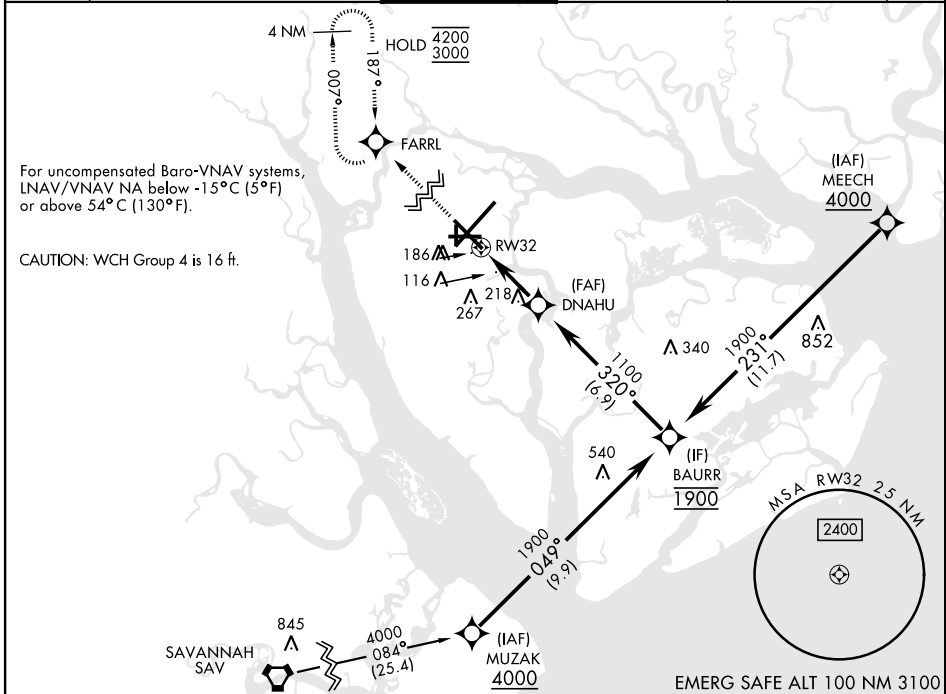 4 NM
HOLD 4200
3000
007°
187°
FARRL
For uncompensated Baro-VNAV systems,
LNAV/VNAV NA below -15°C (5°F)
or above 54°C (130°F).
CAUTION: WCH Group 4 is 16 ft.
(IAF)
MEECH
4000
RW32
186
116
267
218
(FAF)
DNAHU
340
852
1900
231°
(11.7)
1100
320°
(6.9)
540
(IF)
BAURR
1900
MSA RW32 25 NM
2400
1900
049°
(9.9)
845
SAVANNAH
SAV
4000
084°
(25.4)
(IAF)
MUZAK
4000
EMERG SAFE ALT 100 NM 3100